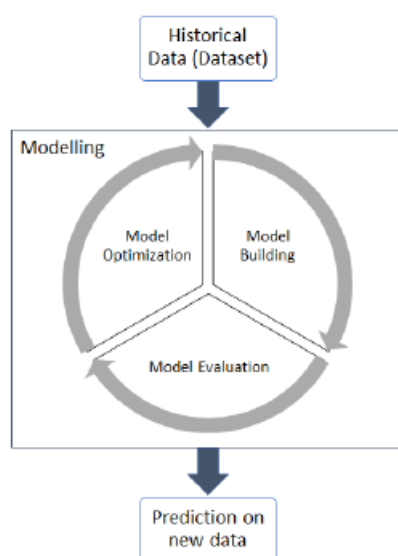 Historical
Data (Dataset)
Modelling
Model
Optimization
Model
Building
Model Evaluation
Prediction on
new data